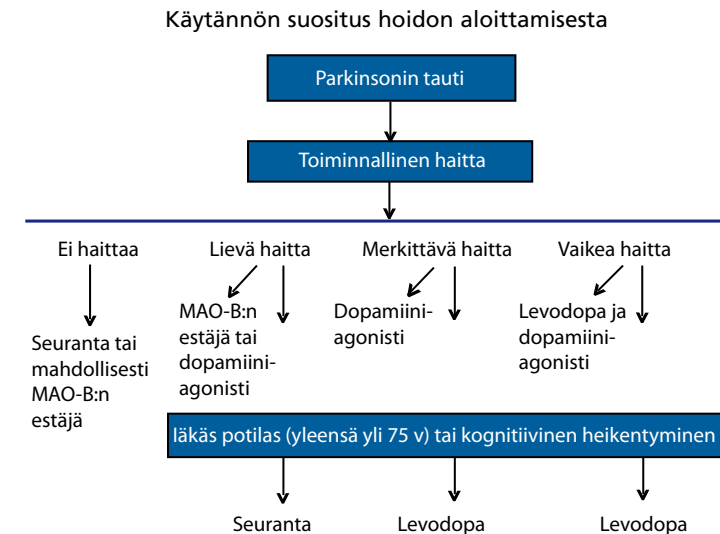 Käytännön suositus hoidon aloittamisesta
Parkinsonin tauti
Toiminnallinen haitta
Ei haittaa
Lievä haitta
Merkittävä haitta
Vaikea haitta
Seuranta tai
mahdollisesti
MAO-B:n
estäjä
MAO-B:n
estäjä tai
dopamiini-
agonisti
Dopamiini-
agonisti
Levodopa ja
dopamiini-
agonisti
Iäkäs potilas (yleensä yli 75 v) tai kognitiivinen heikentyminen
Seuranta
Levodopa
Levodopa